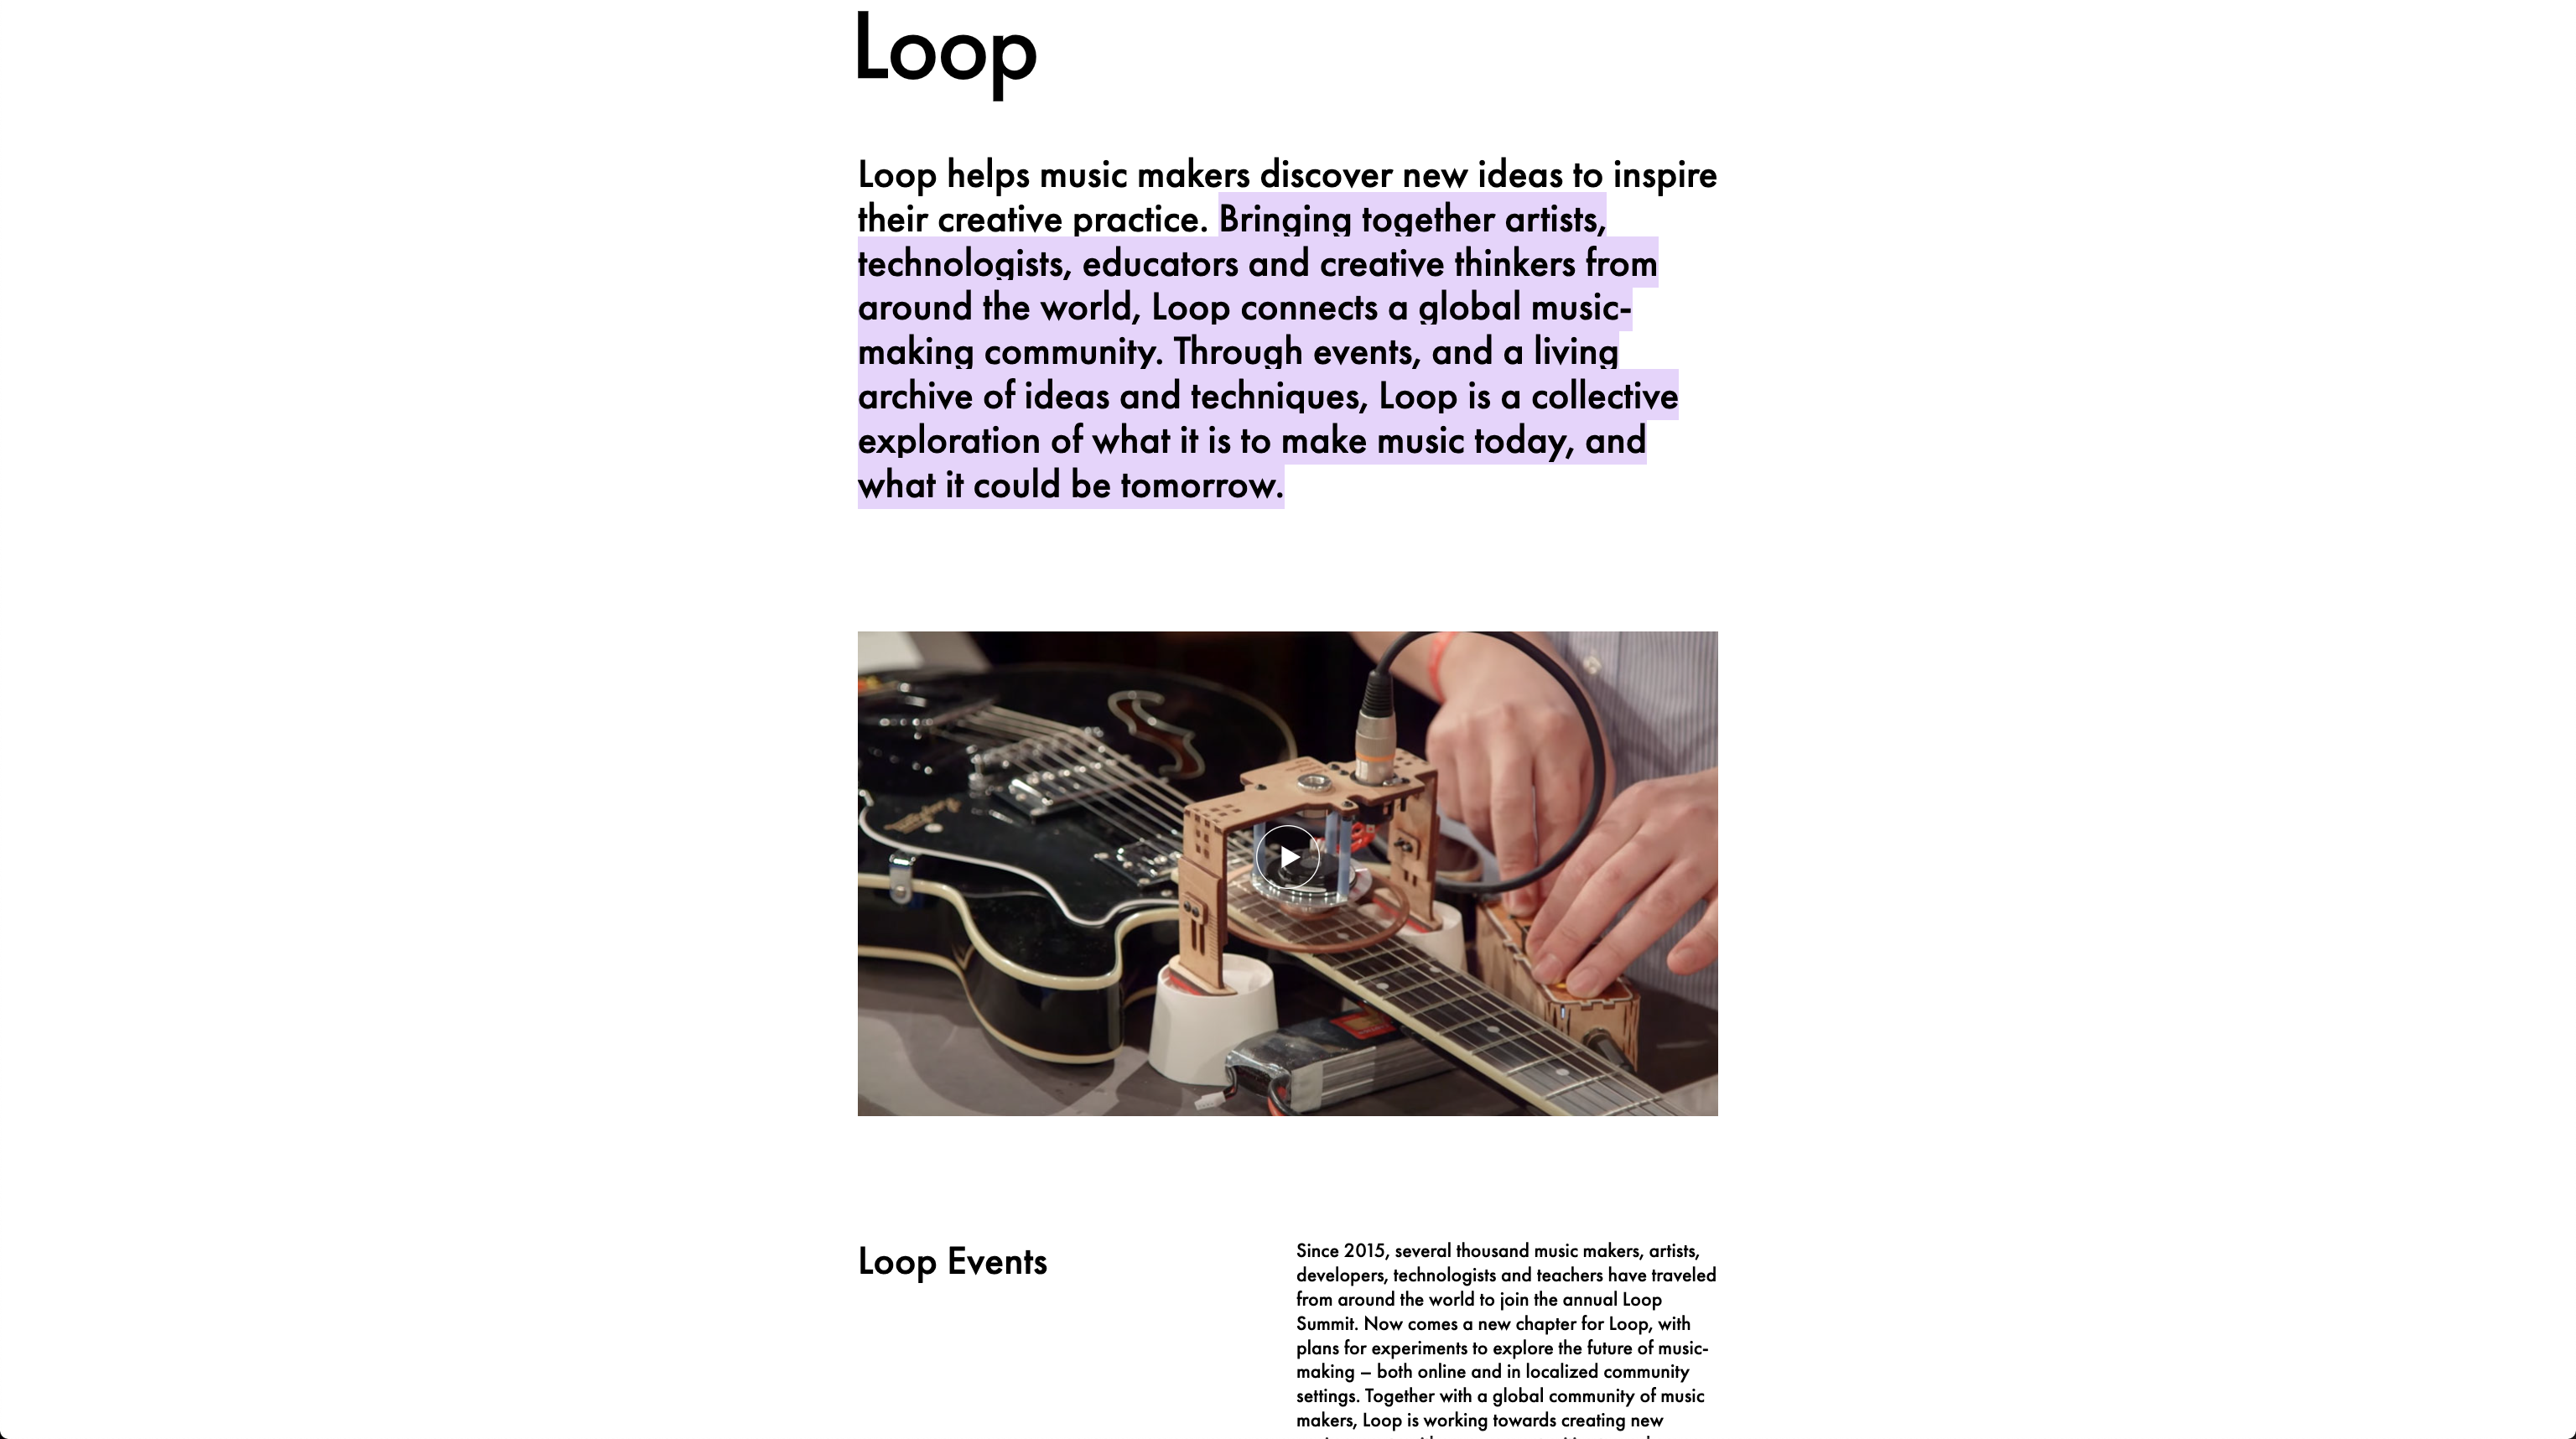 Loop
Loop helps music makers discover new ideas to inspire
their creative practice. Bringing together artists,
technologists, educators and creative thinkers from
around the world, Loop connects a global music-
making community. Through events, and a living
archive of ideas and techniques, Loop is a collective
exploration of what it is to make music today, and
what it could be tomorrow.
Loop Events
Since 2015, several thousand music makers, artists,
developers, technologists and teachers have traveled
from around the world to join the annual Loop
Summit. Now comes a new chapter for Loop, with
plans for experiments to explore the future of music-
making – both online and in localized community
settings. Together with a global community of music
makers, Loop is working towards creating new